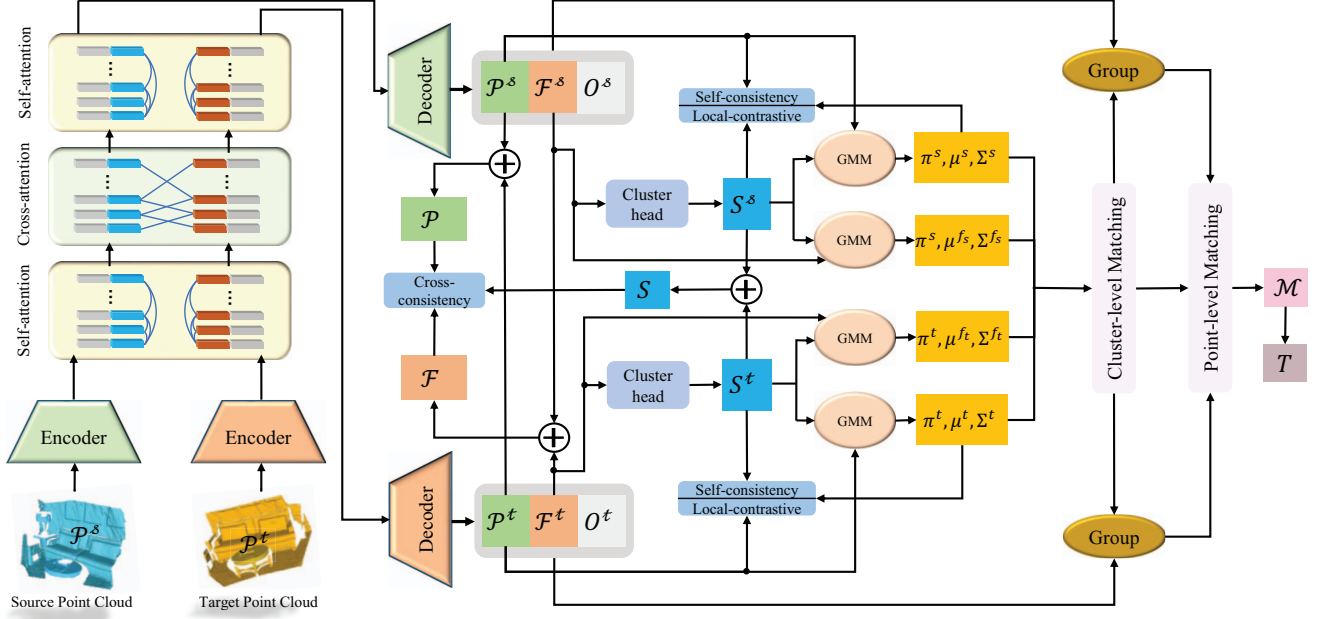 Self-attention
Cross-attention
Self-attention
Encoder
Encoder
𝒫^𝓈
𝒫^𝓉
Source Point Cloud
Target Point Cloud
Decoder
𝒫^𝓈 ℱ^𝓈 O^𝓈
Self-consistency
Local-contrastive
Group
GMM
π^s, μ^s, Σ^s
Cluster
head
S^𝓈
𝒫
GMM
π^s, μ^{f_s}, Σ^{f_s}
Cross-
consistency
S
Cluster-level Matching
Point-level Matching
ℳ
T
GMM
π^t, μ^{f_t}, Σ^{f_t}
ℱ
Cluster
head
S^𝓉
GMM
π^t, μ^t, Σ^t
Decoder
𝒫^𝓉 ℱ^𝓉 O^𝓉
Self-consistency
Local-contrastive
Group